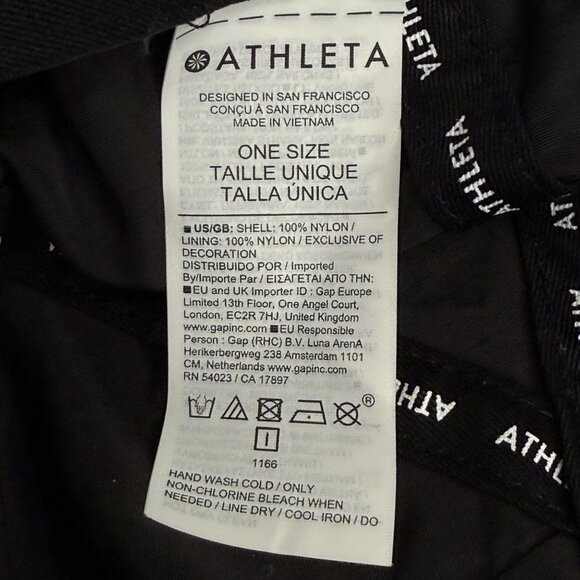 ATHLETA
DESIGNED IN SAN FRANCISCO
CONÇU À SAN FRANCISCO
MADE IN VIETNAM
ONE SIZE
TAILLE UNIQUE
TALLA ÚNICA
US/GB: SHELL: 100% NYLON /
LINING: 100% NYLON / EXCLUSIVE OF
DECORATION
DISTRIBUIDO POR / Imported
By/Importe Par / ΕΙΣΑΓΕΤΑΙ ΑΠΟ ΤΗΝ:
EU and UK Importer ID : Gap Europe
Limited 13th Floor, One Angel Court,
London, EC2R 7HJ, United Kingdom
www.gapinc.com EU Responsible
Person : Gap (RHC) B.V. Luna ArenA
Herikerbergweg 238 Amsterdam 1101
CM, Netherlands www.gapinc.com
RN 54023 / CA 17897
®
1166
HAND WASH COLD / ONLY
NON-CHLORINE BLEACH WHEN
NEEDED / LINE DRY / COOL IRON / DO
ATHLETA
ATHLETA
ATHLETA
ATHL